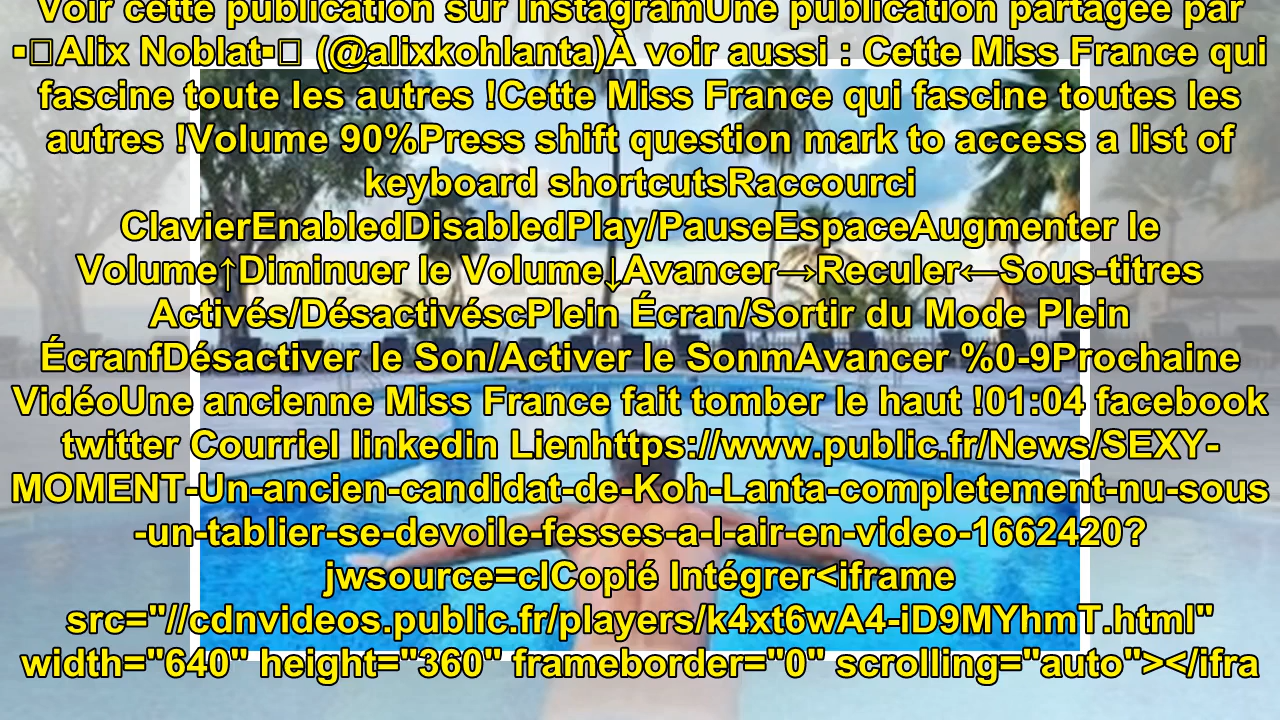 Voir cette publication sur InstagramUne publication partagée par
▪□Alix Noblat▪□ (@alixkohlanta)À voir aussi : Cette Miss France qui
fascine toute les autres !Cette Miss France qui fascine toutes les
autres !Volume 90%Press shift question mark to access a list of
keyboard shortcutsRaccourci
ClavierEnabledDisabledPlay/PauseEspaceAugmenter le
Volume↑Diminuer le Volume↓Avancer→Reculer←Sous-titres
Activés/DésactivéscPlein Écran/Sortir du Mode Plein
ÉcranfDésactiver le Son/Activer le SonmAvancer %0-9Prochaine
VidéoUne ancienne Miss France fait tomber le haut !01:04 facebook
twitter Courriel linkedin Lienhttps://www.public.fr/News/SEXY-
MOMENT-Un-ancien-candidat-de-Koh-Lanta-completement-nu-sous
-un-tablier-se-devoile-fesses-a-l-air-en-video-1662420?
jwsource=clCopié Intégrer<iframe
src="//cdnvideos.public.fr/players/k4xt6wA4-iD9MYhmT.html"
width="640" height="360" frameborder="0" scrolling="auto"></ifra